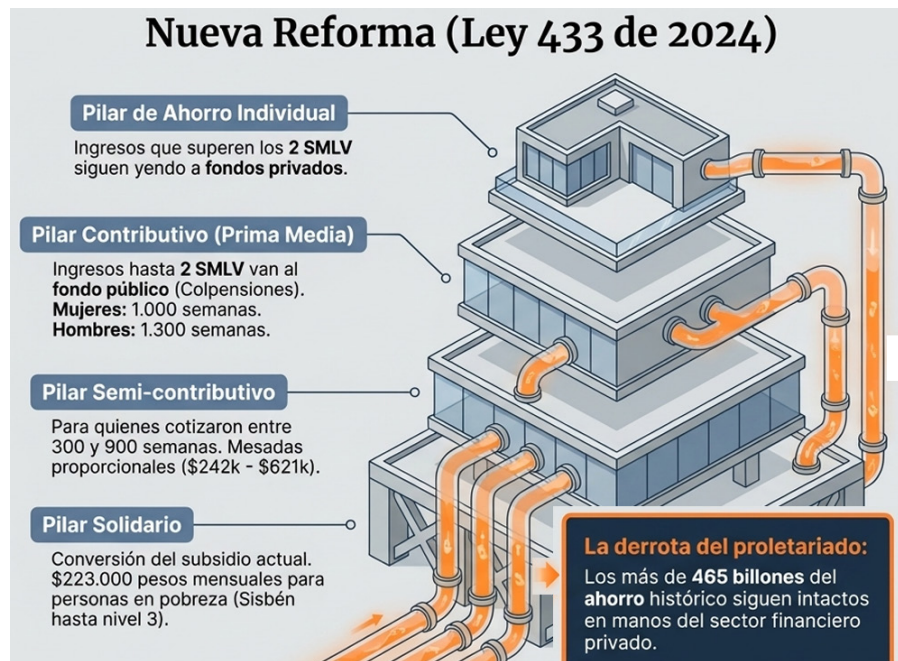 Nueva Reforma (Ley 433 de 2024)
Pilar de Ahorro Individual
Ingresos que superen los 2 SMLV
siguen yendo a fondos privados.
Pilar Contributivo (Prima Media)
Ingresos hasta 2 SMLV van al
fondo público (Colpensiones).
Mujeres: 1.000 semanas.
Hombres: 1.300 semanas.
Pilar Semi-contributivo
Para quienes cotizaron entre
300 y 900 semanas. Mesadas
proporcionales ($242k - $621k).
Pilar Solidario
Conversión del subsidio actual.
$223.000 pesos mensuales para
personas en pobreza (Sisbén
hasta nivel 3).
La derrota del proletariado:
Los más de 465 billones del
ahorro histórico siguen intactos
en manos del sector financiero
privado.